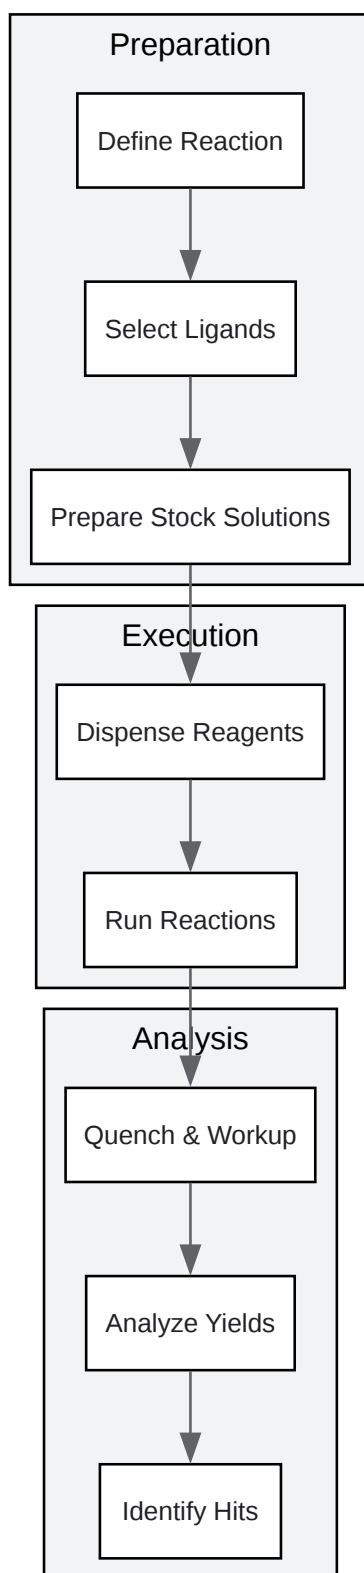 Preparation
Define Reaction
Select Ligands
Prepare Stock Solutions
Execution
Dispense Reagents
Run Reactions
Analysis
Quench & Workup
Analyze Yields
Identify Hits